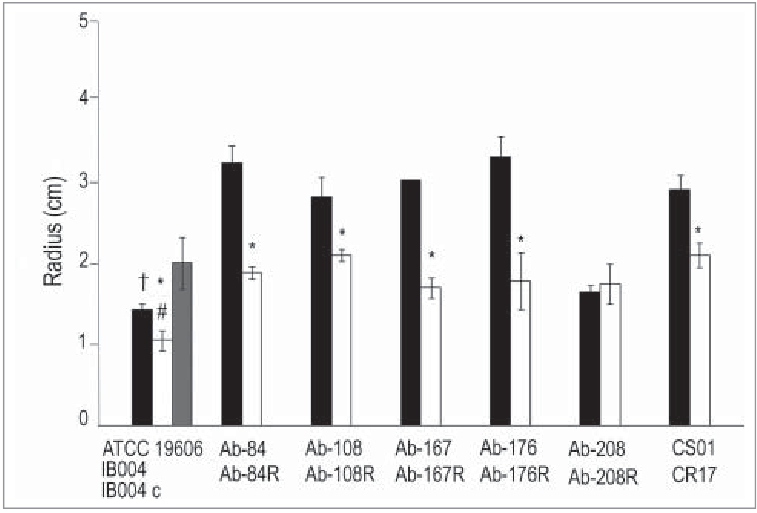 5
4
3
2
1
0
Radius (cm)
† * # * * * * *
ATCC 19606 Ab-84 Ab-108 Ab-167 Ab-176 Ab-208 CS01
IB004 Ab-84R Ab-108R Ab-167R Ab-176R Ab-208R CR17
IB004 c